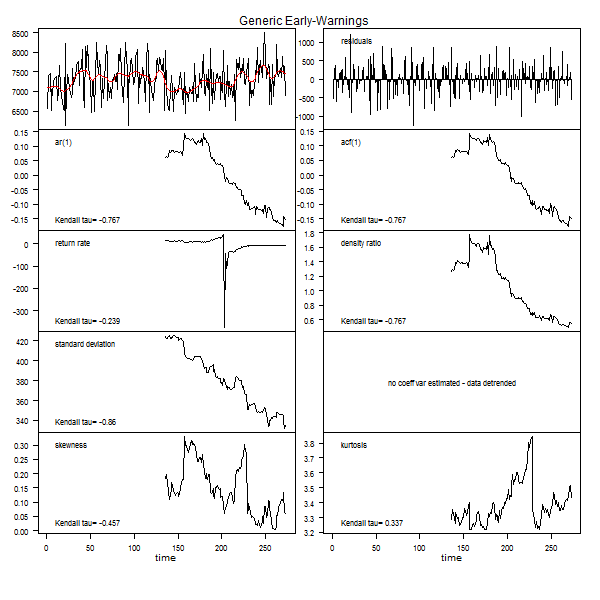 Generic Early-Warnings
8500
8000
7500
7000
6500
residuals
1000
500
0
-500
-1000
0.15
0.10
0.05
0.00
-0.05
-0.10
-0.15
ar(1)
Kendall tau= -0.767
0.15
0.10
0.05
0.00
-0.05
-0.10
-0.15
acf(1)
Kendall tau= -0.767
0
-100
-200
-300
return rate
Kendall tau= -0.239
1.8
1.6
1.4
1.2
1.0
0.8
0.6
density ratio
Kendall tau= -0.767
420
400
380
360
340
standard deviation
Kendall tau= -0.86
no coeff var estimated - data detrended
0.30
0.25
0.20
0.15
0.10
0.05
0.00
skewness
Kendall tau= -0.457
3.8
3.7
3.6
3.5
3.4
3.3
3.2
kurtosis
Kendall tau= 0.337
0 50 100 150 200 250
time
0 50 100 150 200 250
time